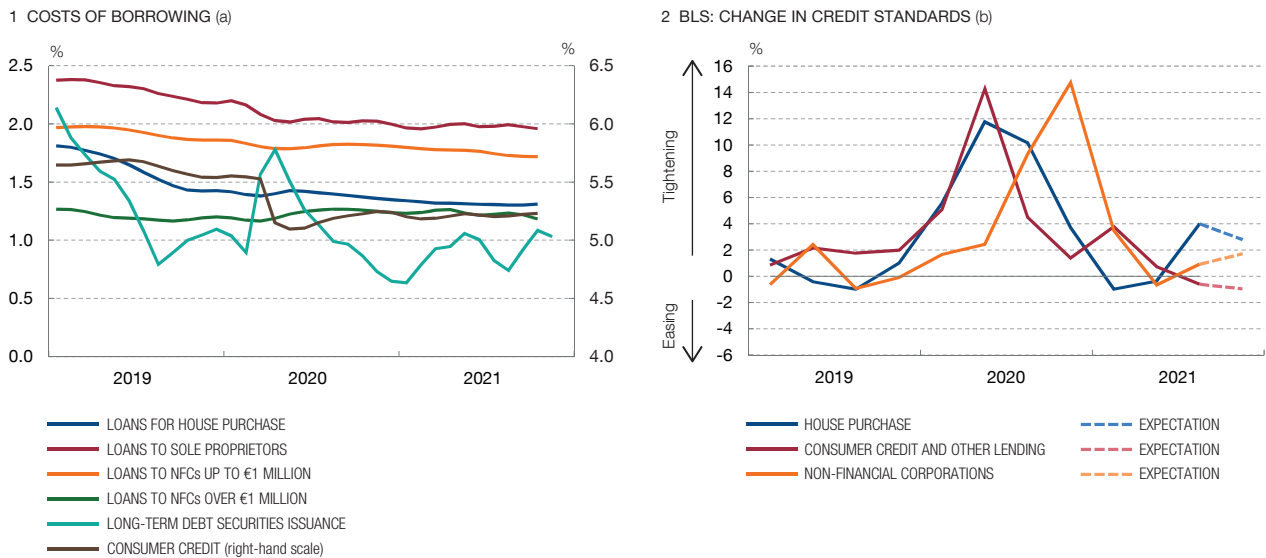 1 COSTS OF BORROWING (a)
%
%
2.5
2.0
1.5
1.0
0.5
0.0
6.5
6.0
5.5
5.0
4.5
4.0
2019
2020
2021
LOANS FOR HOUSE PURCHASE
LOANS TO SOLE PROPRIETORS
LOANS TO NFCs UP TO €1 MILLION
LOANS TO NFCs OVER €1 MILLION
LONG-TERM DEBT SECURITIES ISSUANCE
CONSUMER CREDIT (right-hand scale)
2 BLS: CHANGE IN CREDIT STANDARDS (b)
%
Tightening
Easing
16
14
12
10
8
6
4
2
0
-2
-4
-6
2019
2020
2021
HOUSE PURCHASE
CONSUMER CREDIT AND OTHER LENDING
NON-FINANCIAL CORPORATIONS
EXPECTATION
EXPECTATION
EXPECTATION